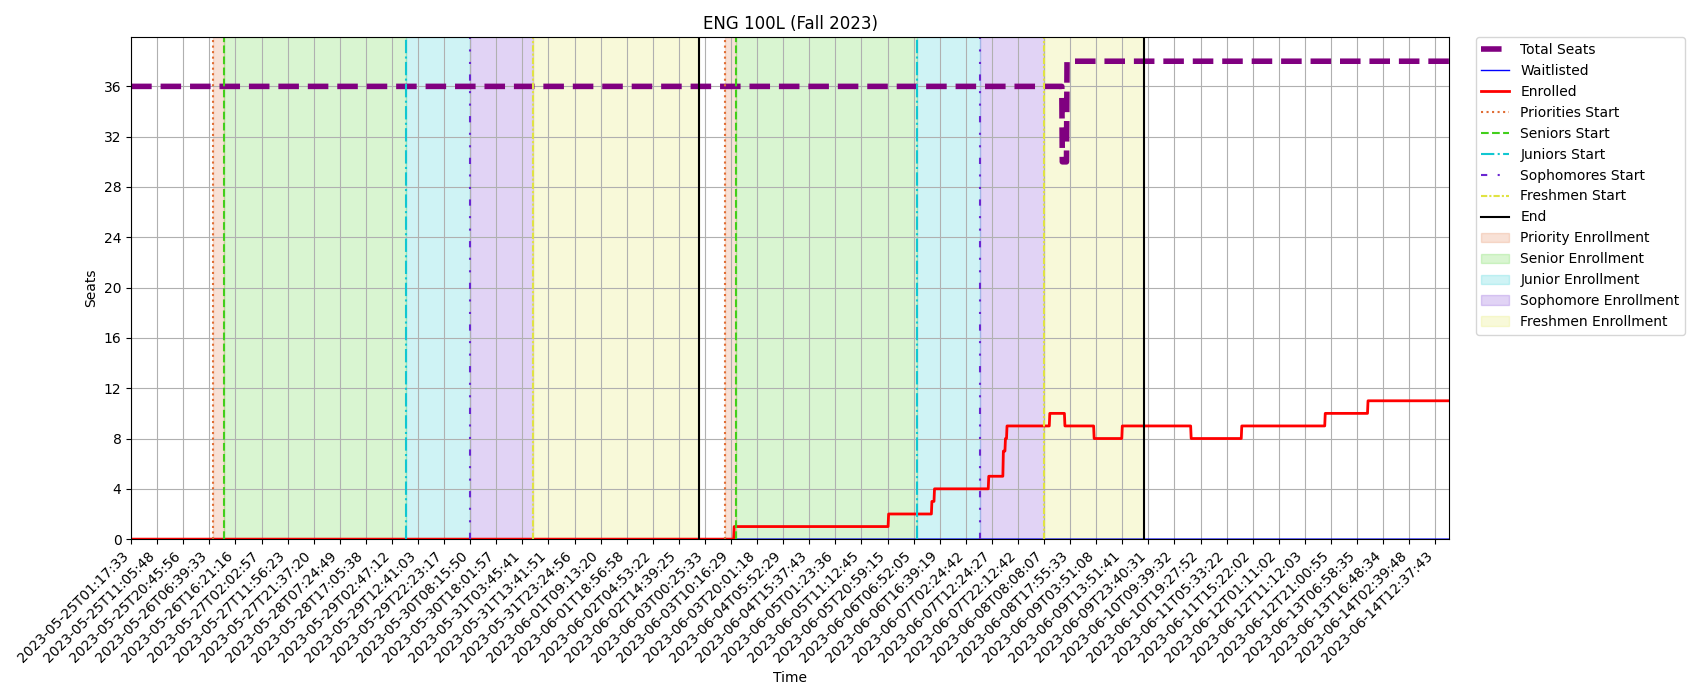 ENG 100L (Fall 2023)
Seats
36
32
28
24
20
16
12
8
4
0
2023-05-25T01:17:33
2023-05-25T11:05:48
2023-05-25T20:45:56
2023-05-26T06:39:33
2023-05-26T16:21:16
2023-05-27T02:02:57
2023-05-27T11:56:23
2023-05-27T21:37:20
2023-05-28T07:24:49
2023-05-28T17:05:38
2023-05-29T02:47:12
2023-05-29T12:41:03
2023-05-29T22:23:17
2023-05-30T08:15:50
2023-05-30T18:01:57
2023-05-31T03:45:41
2023-05-31T13:41:51
2023-05-31T23:24:56
2023-06-01T09:13:20
2023-06-01T18:56:58
2023-06-02T04:53:22
2023-06-02T14:39:25
2023-06-03T00:25:33
2023-06-03T10:16:29
2023-06-03T20:01:18
2023-06-04T05:52:29
2023-06-04T15:37:43
2023-06-05T01:23:36
2023-06-05T11:12:45
2023-06-05T20:59:15
2023-06-06T06:52:05
2023-06-06T16:39:19
2023-06-07T02:24:42
2023-06-07T12:24:27
2023-06-07T22:12:42
2023-06-08T08:08:07
2023-06-08T17:55:33
2023-06-09T03:51:08
2023-06-09T13:51:41
2023-06-09T23:40:31
2023-06-10T09:39:32
2023-06-10T19:27:52
2023-06-11T05:33:22
2023-06-11T15:22:02
2023-06-12T01:11:02
2023-06-12T11:12:03
2023-06-12T21:00:55
2023-06-13T06:58:35
2023-06-13T16:48:34
2023-06-14T02:39:48
2023-06-14T12:37:43
Time
Total Seats
Waitlisted
Enrolled
Priorities Start
Seniors Start
Juniors Start
Sophomores Start
Freshmen Start
End
Priority Enrollment
Senior Enrollment
Junior Enrollment
Sophomore Enrollment
Freshmen Enrollment